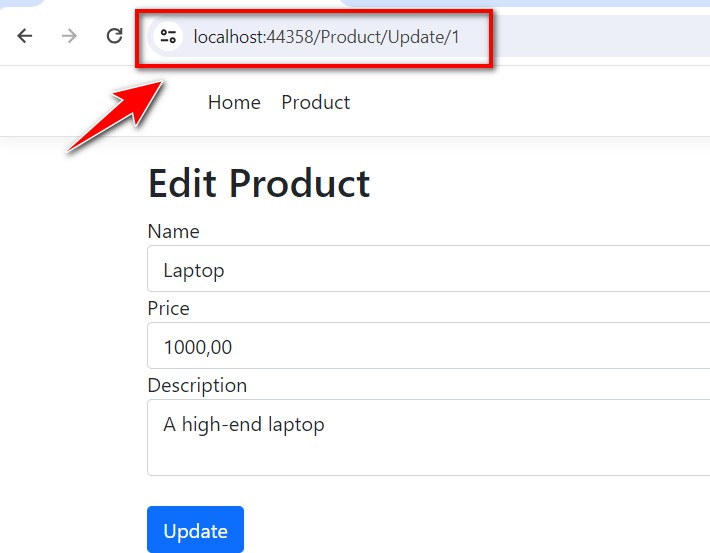 localhost:44358/Product/Update/1
Home Product
Edit Product
Name
Laptop
Price
1000,00
Description
A high-end laptop
Update